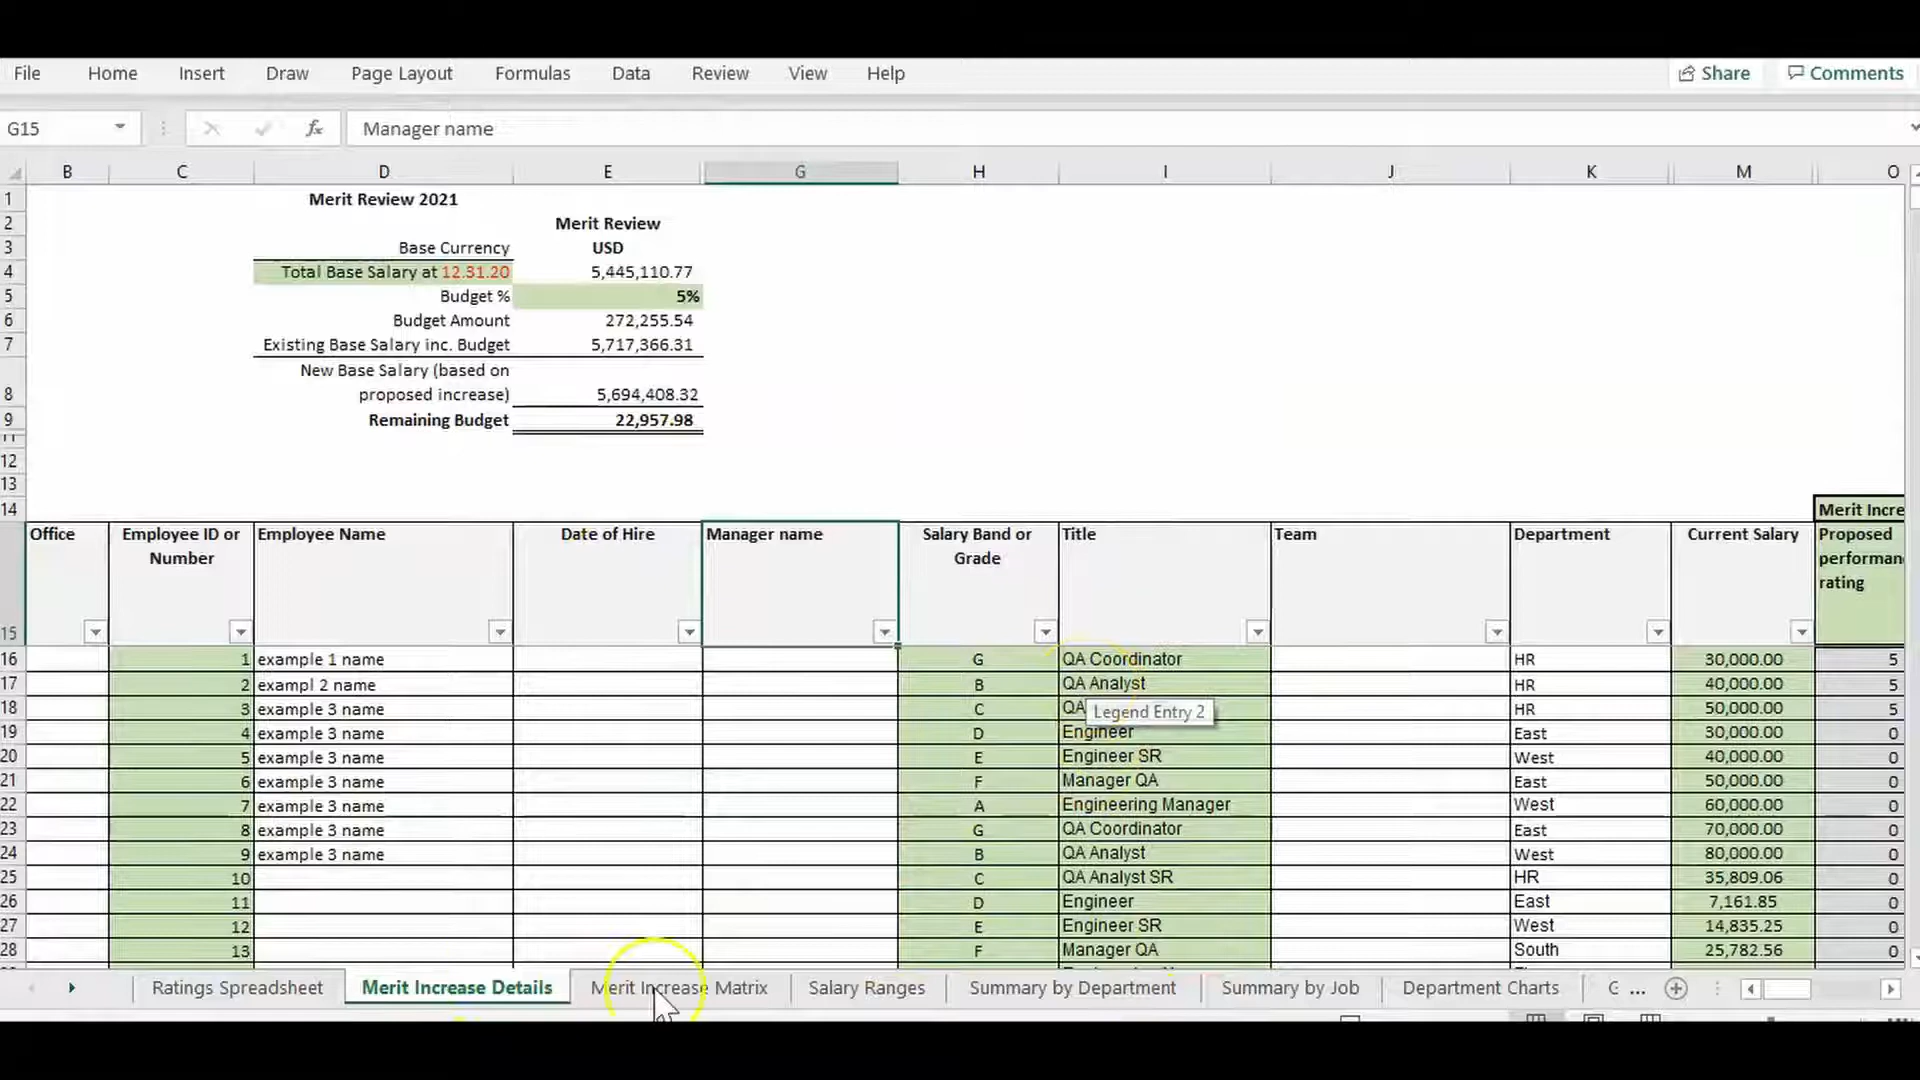 File Home Insert Draw Page Layout Formulas Data Review View Help Share Comments
G15 fx Manager name
B C D E G H I J K M O
1 Merit Review 2021
2 Merit Review
3 Base Currency USD
4 Total Base Salary at 12.31.20 5,445,110.77
5 Budget % 5%
6 Budget Amount 272,255.54
7 Existing Base Salary inc. Budget 5,717,366.31
New Base Salary (based on
8 proposed increase) 5,694,408.32
9 Remaining Budget 22,957.98
11
12
13
14 Merit Incre
Office Employee ID or Employee Name Date of Hire Manager name Salary Band or Title Team Department Current Salary Proposed
Number Grade performan
rating
15
16 1 example 1 name G QA Coordinator HR 30,000.00 5
17 2 exampl 2 name B QA Analyst HR 40,000.00 5
18 3 example 3 name C QA Legend Entry 2 HR 50,000.00 5
19 4 example 3 name D Engineer East 30,000.00 0
20 5 example 3 name E Engineer SR West 40,000.00 0
21 6 example 3 name F Manager QA East 50,000.00 0
22 7 example 3 name A Engineering Manager West 60,000.00 0
23 8 example 3 name G QA Coordinator East 70,000.00 0
24 9 example 3 name B QA Analyst West 80,000.00 0
25 10 C QA Analyst SR HR 35,809.06 0
26 11 D Engineer East 7,161.85 0
27 12 E Engineer SR West 14,835.25 0
28 13 F Manager QA South 25,782.56 0
Ratings Spreadsheet Merit Increase Details Merit Increase Matrix Salary Ranges Summary by Department Summary by Job Department Charts G ...